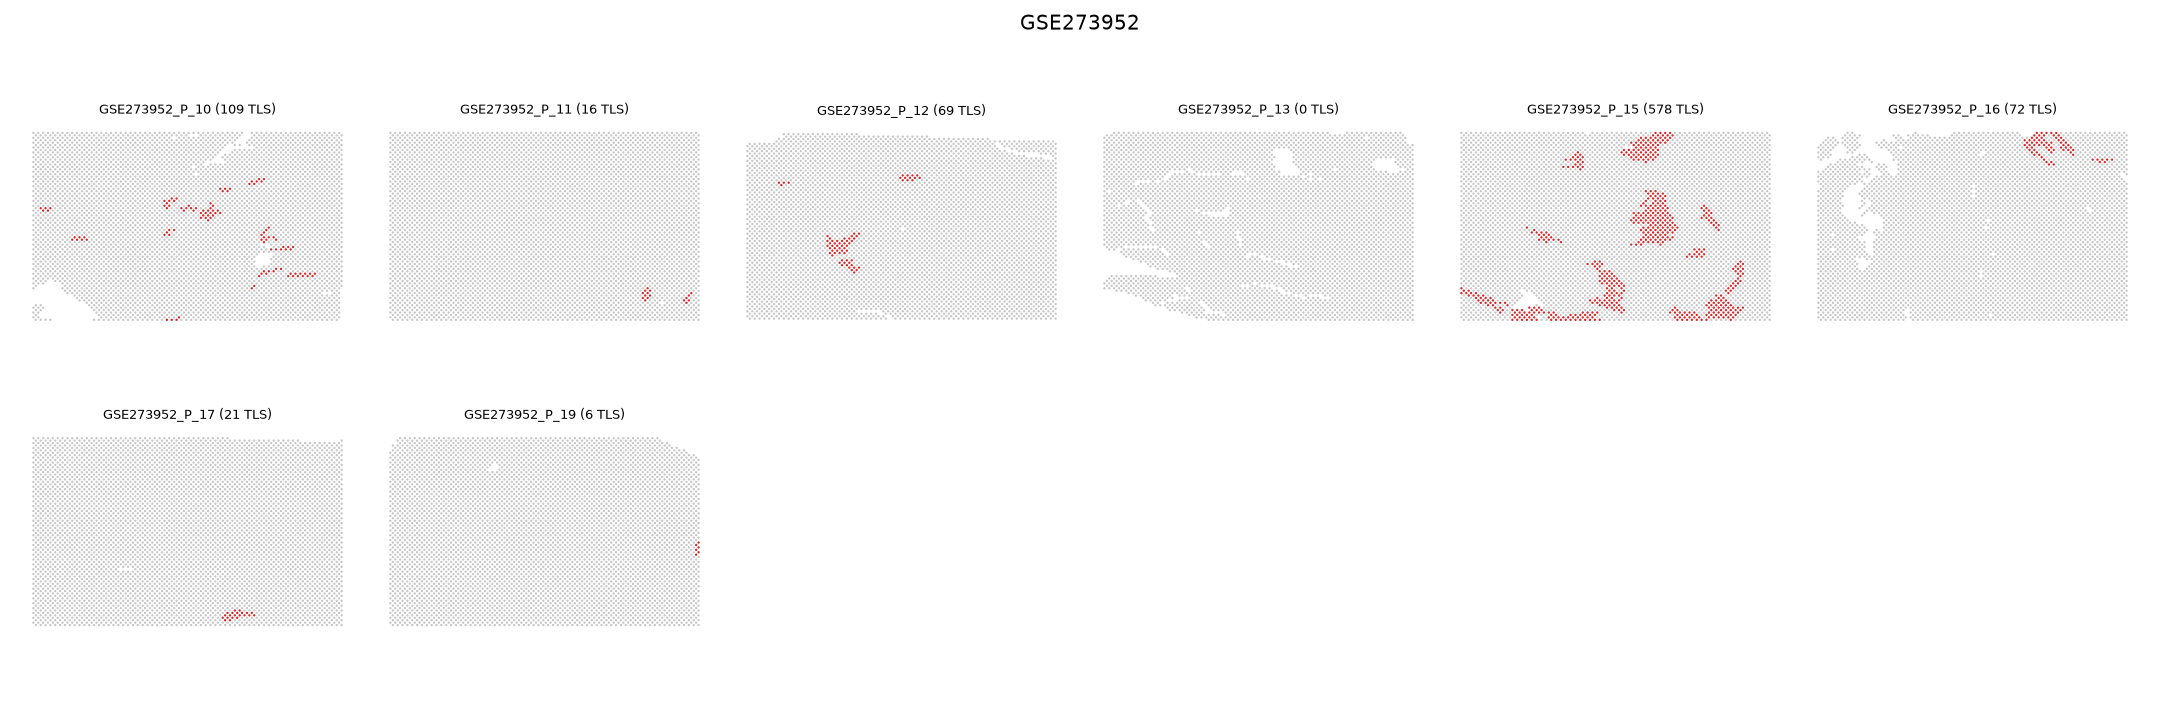 GSE273952
GSE273952_P_10 (109 TLS)
GSE273952_P_11 (16 TLS)
GSE273952_P_12 (69 TLS)
GSE273952_P_13 (0 TLS)
GSE273952_P_15 (578 TLS)
GSE273952_P_16 (72 TLS)
GSE273952_P_17 (21 TLS)
GSE273952_P_19 (6 TLS)